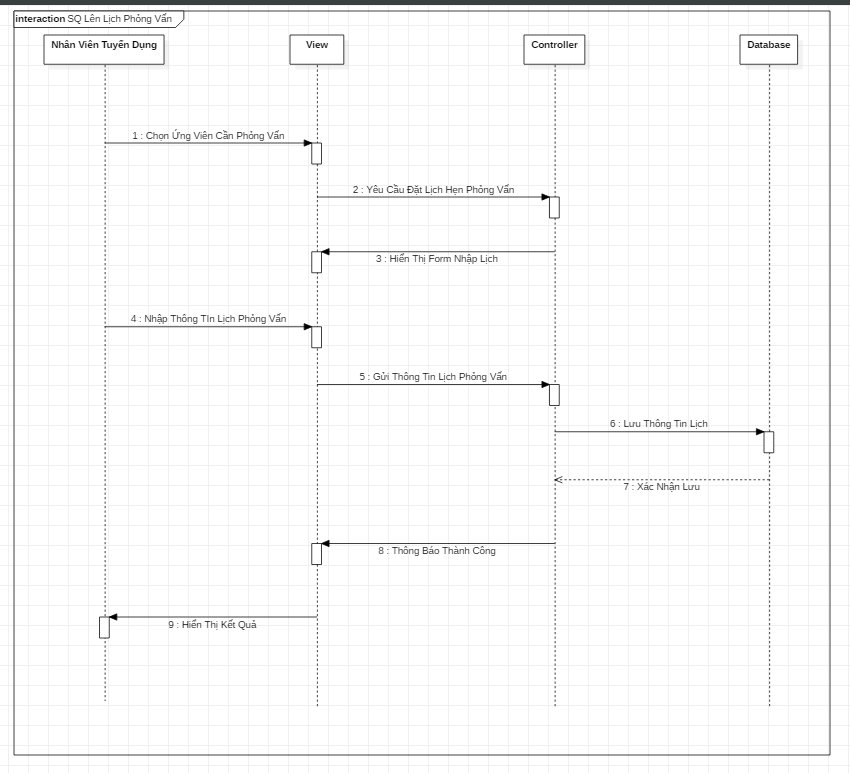 interaction SQ Lên Lịch Phỏng Vấn
Nhân Viên Tuyển Dụng
View
Controller
Database
1 : Chọn Ứng Viên Cần Phỏng Vấn
2 : Yêu Cầu Đặt Lịch Hẹn Phỏng Vấn
3 : Hiển Thị Form Nhập Lịch
4 : Nhập Thông TIn Lịch Phỏng Vấn
5 : Gửi Thông Tin Lịch Phỏng Vấn
6 : Lưu Thông Tin Lịch
7 : Xác Nhận Lưu
8 : Thông Báo Thành Công
9 : Hiển Thị Kết Quả